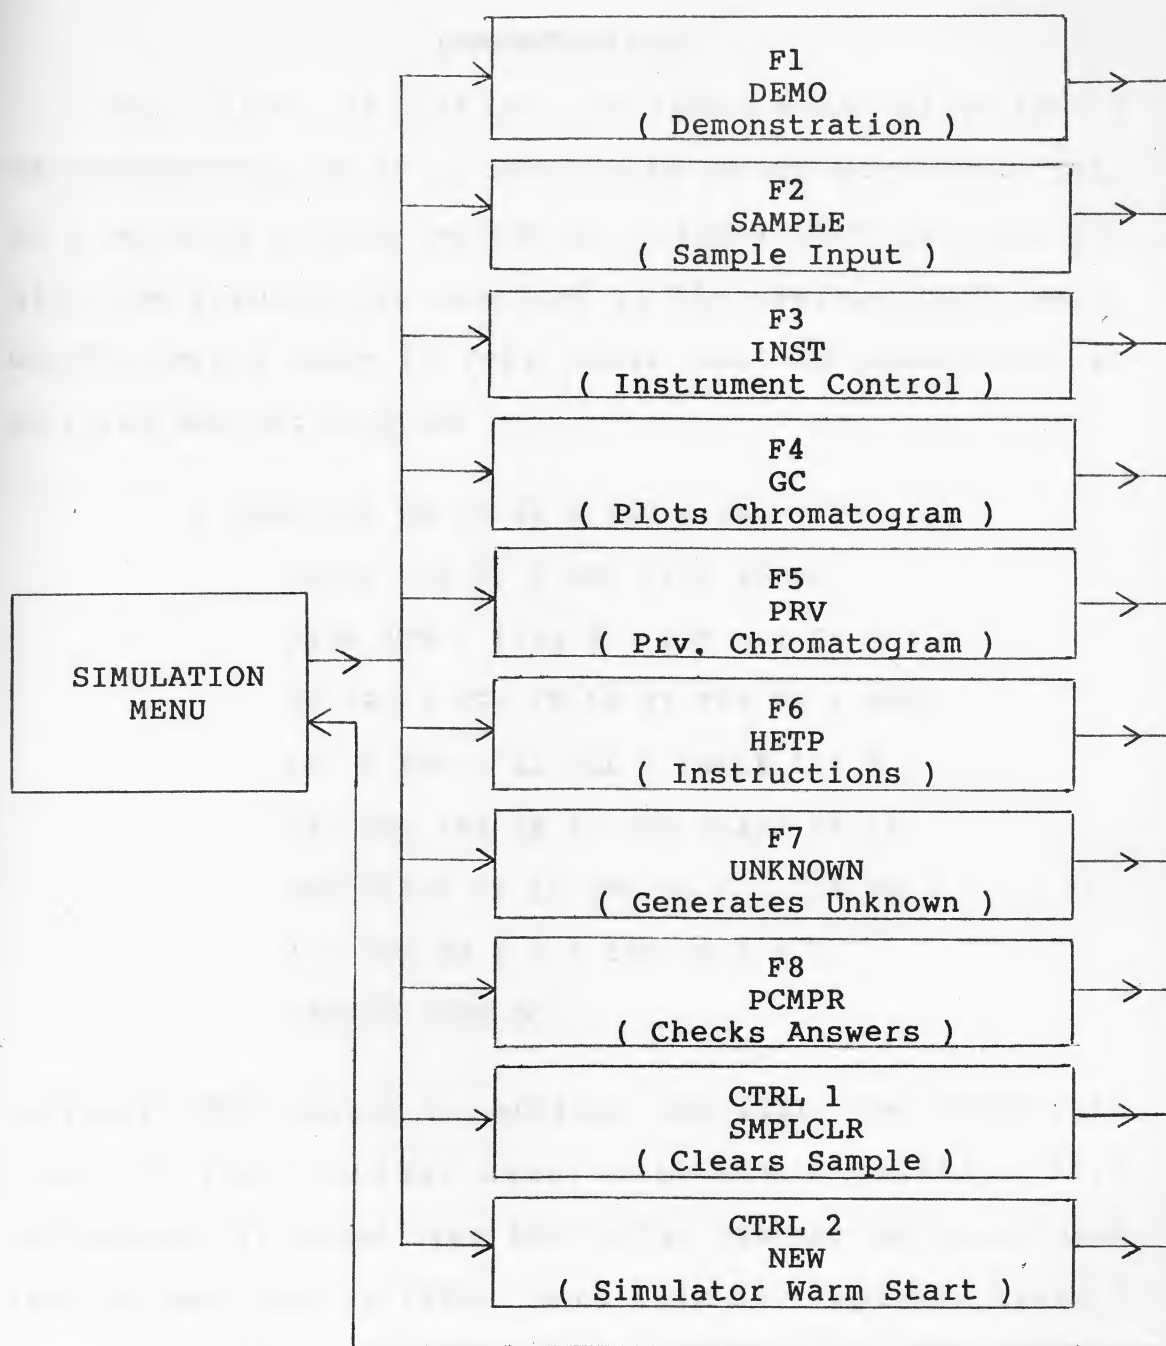 F1
DEMO
( Demonstration )
F2
SAMPLE
( Sample Input )
F3
INST
( Instrument Control )
F4
GC
( Plots Chromatogram )
F5
PRV
( Prv. Chromatogram )
SIMULATION
MENU
F6
HETP
( Instructions )
F7
UNKNOWN
( Generates Unknown )
F8
PCMPR
( Checks Answers )
CTRL 1
SMPLCLR
( Clears Sample )
CTRL 2
NEW
( Simulator Warm Start )